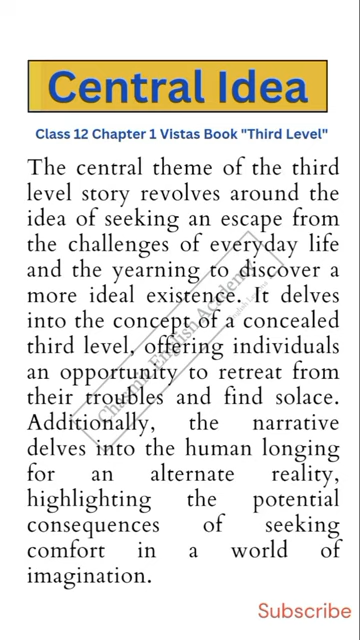 Central Idea
Class 12 Chapter 1 Vistas Book "Third Level"
The central theme of the third
level story revolves around the
idea of seeking an escape from
the challenges of everyday life
and the yearning to discover a
more ideal existence. It delves
into the concept of a concealed
third level, offering individuals
an opportunity to retreat from
their troubles and find solace.
Additionally, the narrative
delves into the human longing
for an alternate reality,
highlighting the potential
consequences of seeking
comfort in a world of
imagination.
English Academy
Subscribe